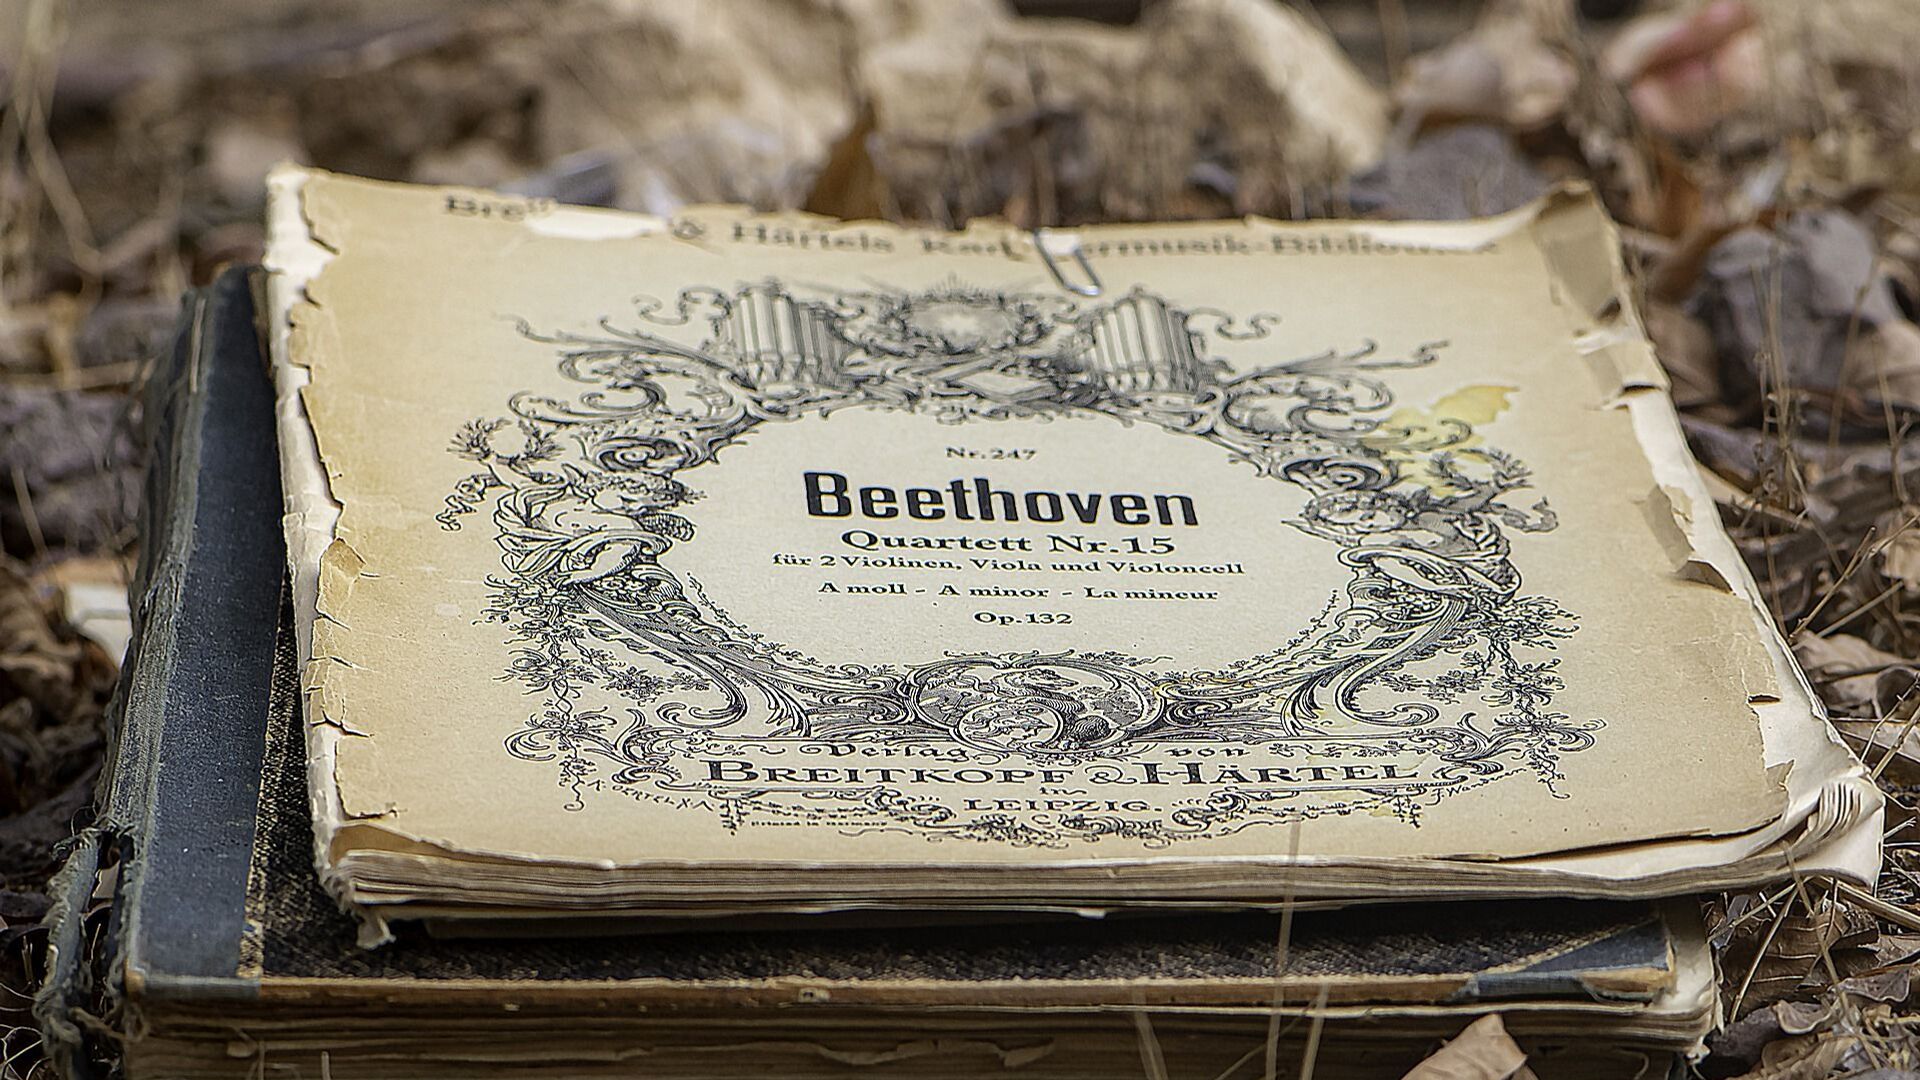 & Härtels
Nr. 247
Beethoven
Quartett Nr. 15
für 2 Violinen, Viola und Violoncell
A moll - A minor - La mineur
Op. 132
Verlag von
BREITKOPF & HÄRTEL
in
LEIPZIG.